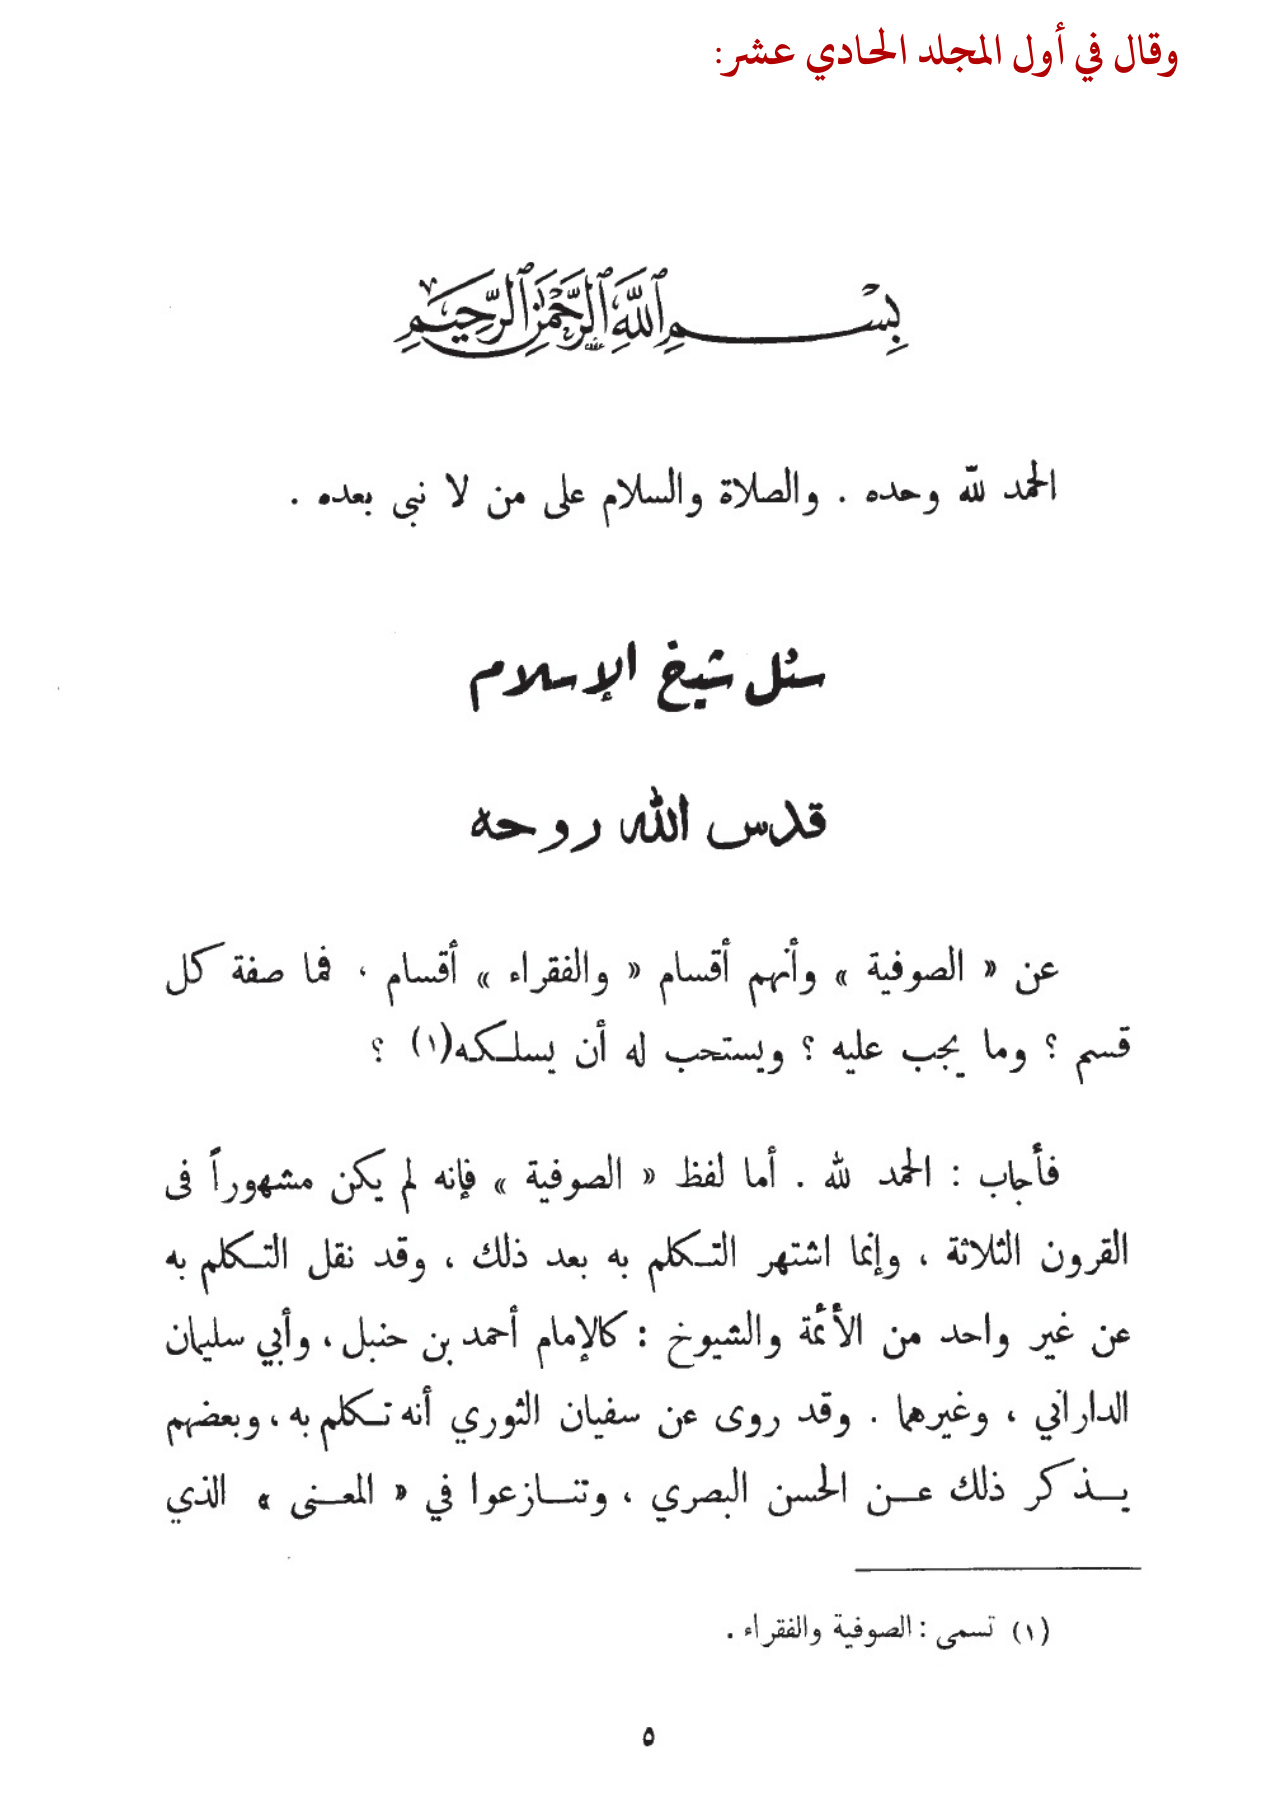 وقال في أول المجلد الحادي عشر:
بِسْمِ ٱللَّهِ ٱلرَّحْمَٰنِ ٱلرَّحِيمِ
الحمد لله وحده . والصلاة والسلام على من لا نبى بعده .
سئل شيخ الإسلام
قدس الله روحه
عن « الصوفية » وأنهم أقسام « والفقراء » أقسام ، فما صفة كل
قسم ؟ وما يجب عليه ؟ ويستحب له أن يسلكه(١) ؟
فأجاب : الحمد لله . أما لفظ « الصوفية » فإنه لم يكن مشهوراً فى
القرون الثلاثة ، وإنما اشتهر التكلم به بعد ذلك ، وقد نقل التكلم به
عن غير واحد من الأئمة والشيوخ : كالإمام أحمد بن حنبل ، وأبي سليمان
الداراني ، وغيرهما . وقد روى عن سفيان الثوري أنه تكلم به ، وبعضهم
يذكر ذلك عن الحسن البصري ، وتنازعوا في « المعنى » الذي
(١) تسمى : الصوفية والفقراء .
٥